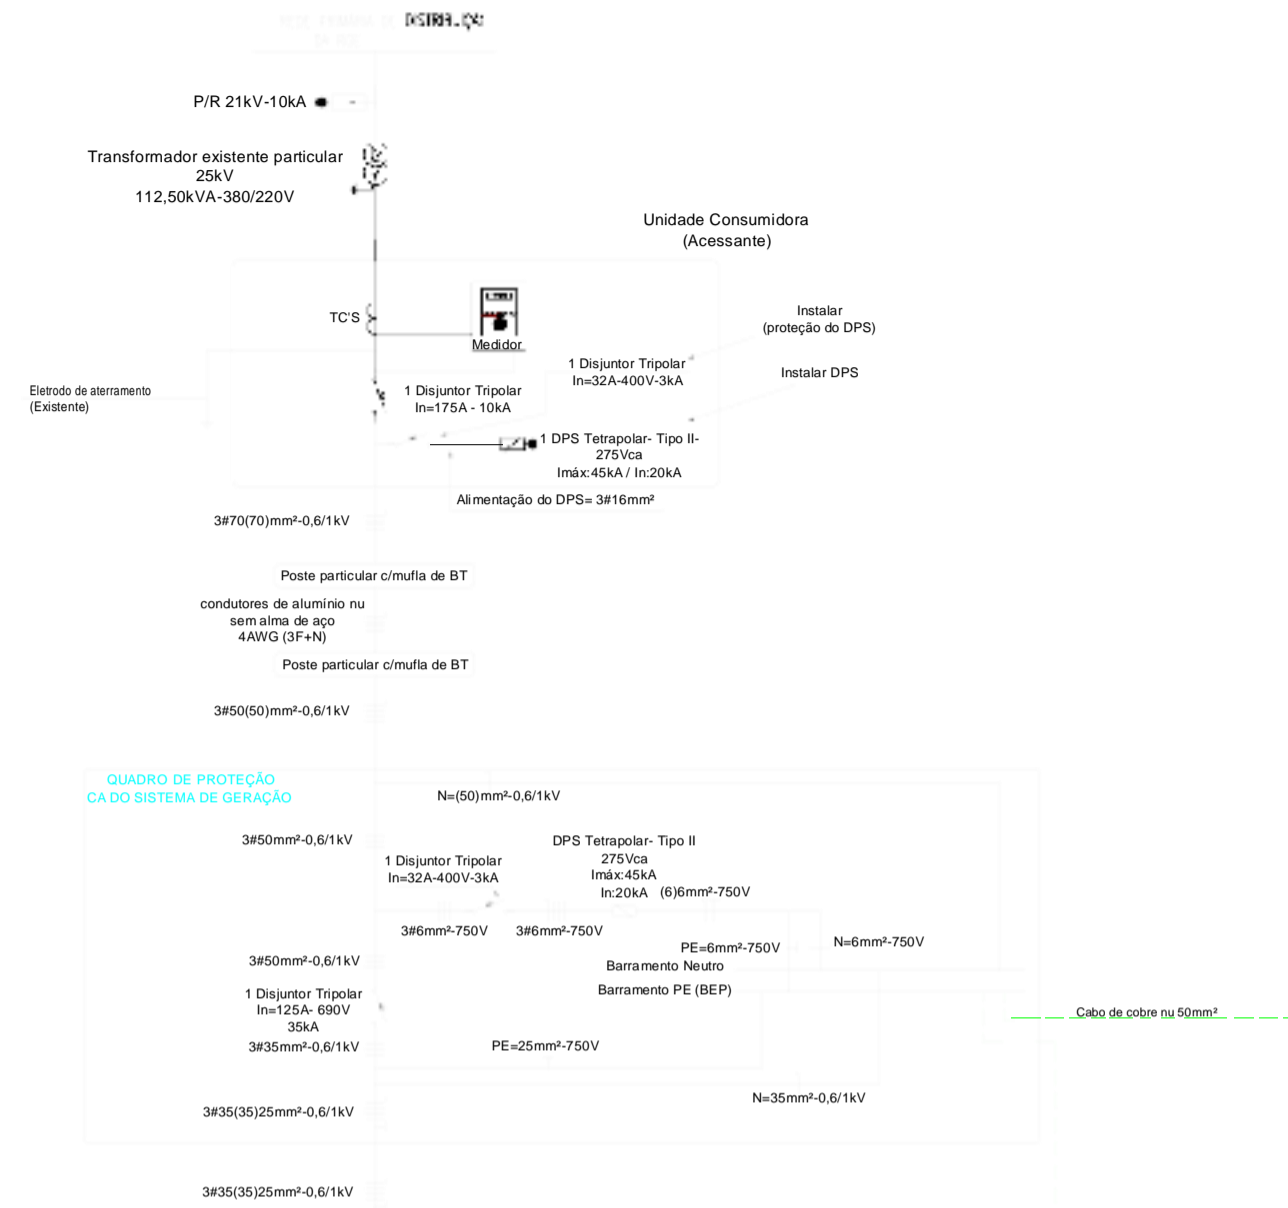 P/R 21kV-10kA
Transformador existente particular
25kV
112,50kVA-380/220V
Unidade Consumidora
(Acessante)
TC'S
Medidor
Instalar
(proteção do DPS)
1 Disjuntor Tripolar
In=32A-400V-3kA
Instalar DPS
Eletrodo de aterramento
(Existente)
1 Disjuntor Tripolar
In=175A - 10kA
1 DPS Tetrapolar- Tipo II-
275Vca
Imáx:45kA / In:20kA
Alimentação do DPS= 3#16mm²
3#70(70)mm²-0,6/1kV
Poste particular c/mufla de BT
condutores de alumínio nu
sem alma de aço
4AWG (3F+N)
Poste particular c/mufla de BT
3#50(50)mm²-0,6/1kV
QUADRO DE PROTEÇÃO
CA DO SISTEMA DE GERAÇÃO
N=(50)mm²-0,6/1kV
3#50mm²-0,6/1kV
1 Disjuntor Tripolar
In=32A-400V-3kA
DPS Tetrapolar- Tipo II
275Vca
Imáx:45kA
In:20kA
(6)6mm²-750V
3#6mm²-750V
3#6mm²-750V
PE=6mm²-750V
N=6mm²-750V
3#50mm²-0,6/1kV
Barramento Neutro
Barramento PE (BEP)
1 Disjuntor Tripolar
In=125A- 690V
35kA
Cabo de cobre nu 50mm²
3#35mm²-0,6/1kV
PE=25mm²-750V
N=35mm²-0,6/1kV
3#35(35)25mm²-0,6/1kV
3#35(35)25mm²-0,6/1kV